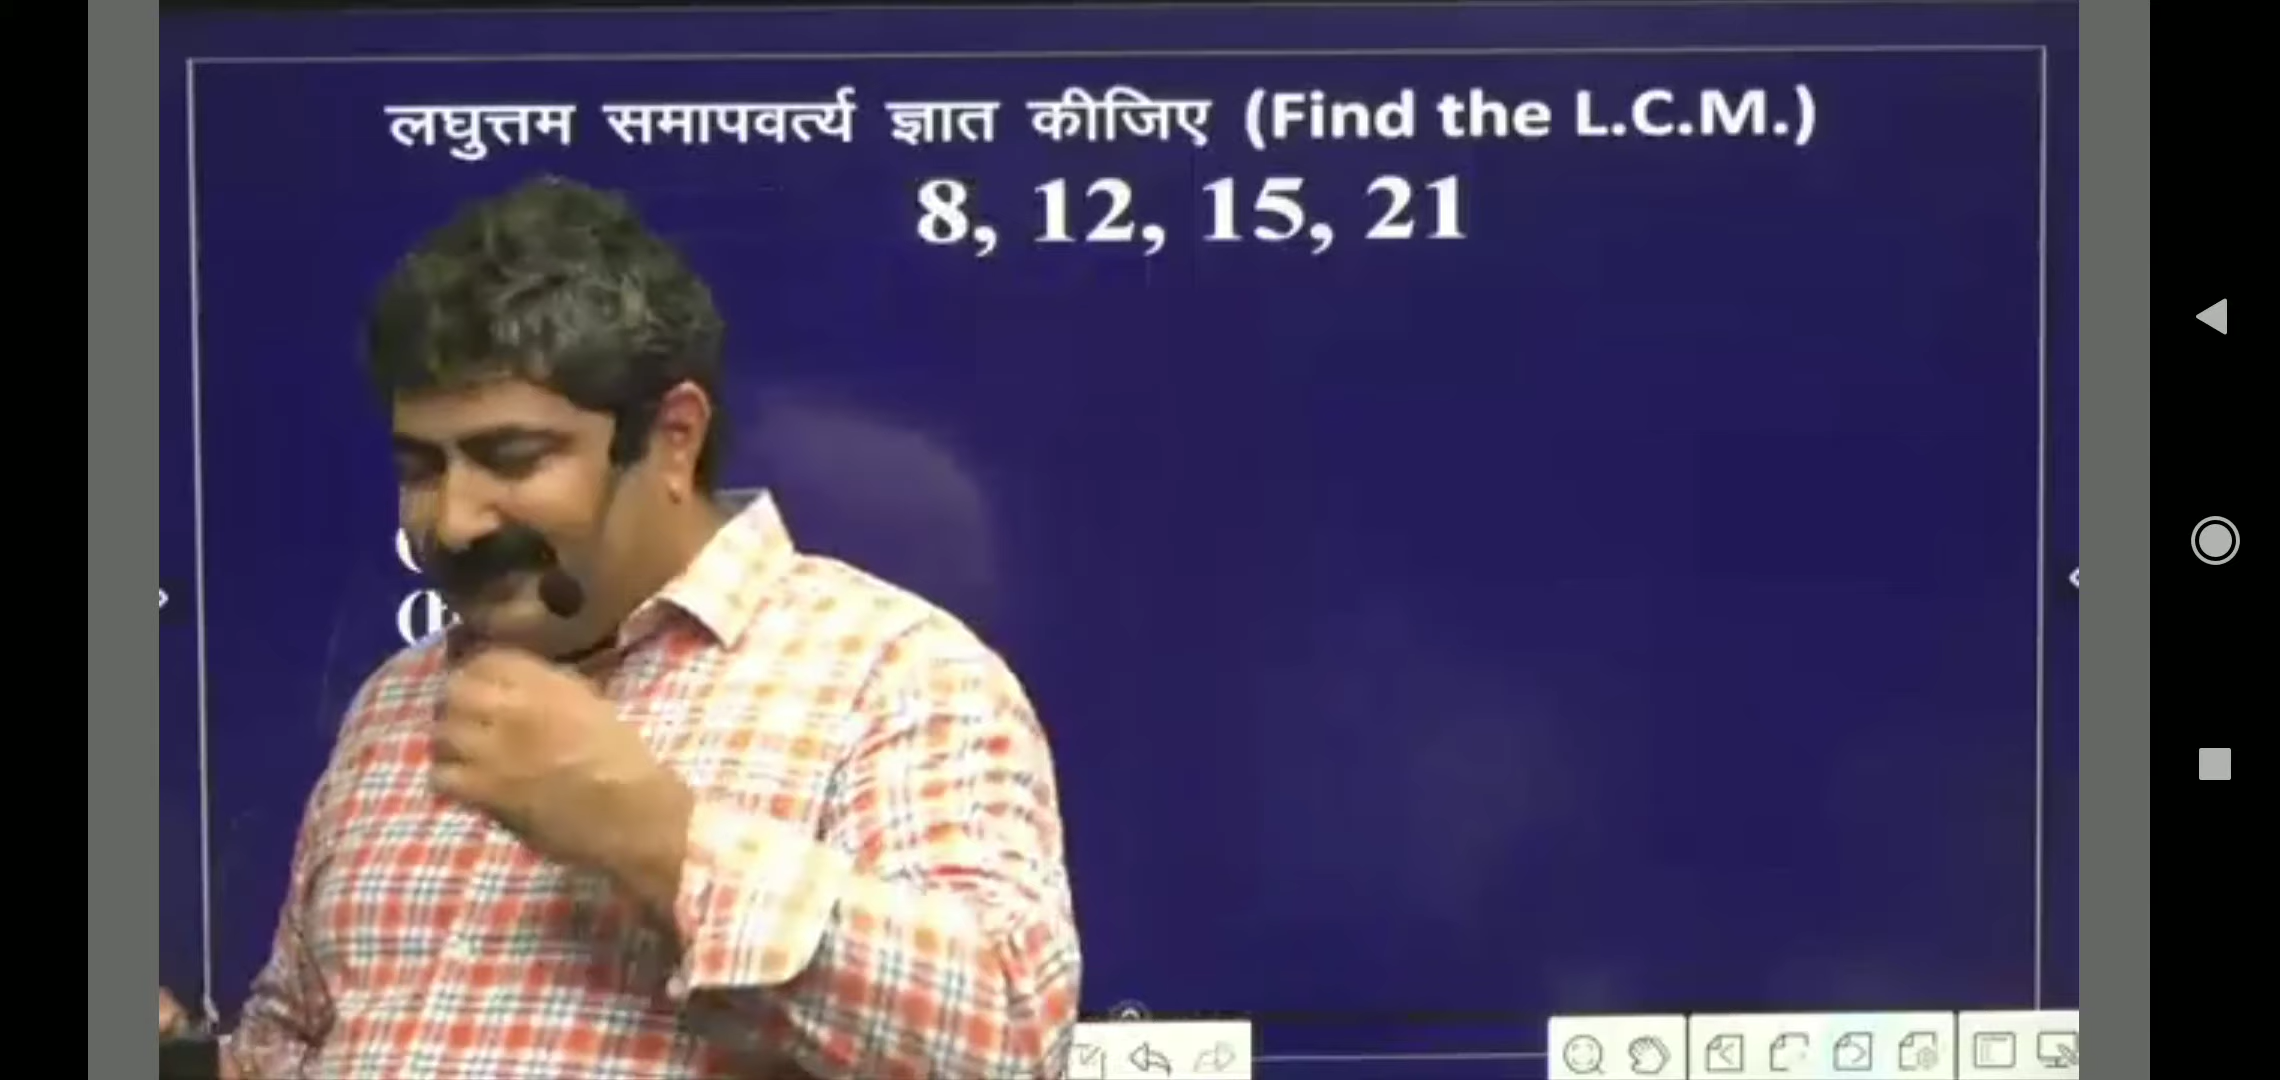 लघुत्तम समापवर्त्य ज्ञात कीजिए (Find the L.C.M.)
8, 12, 15, 21